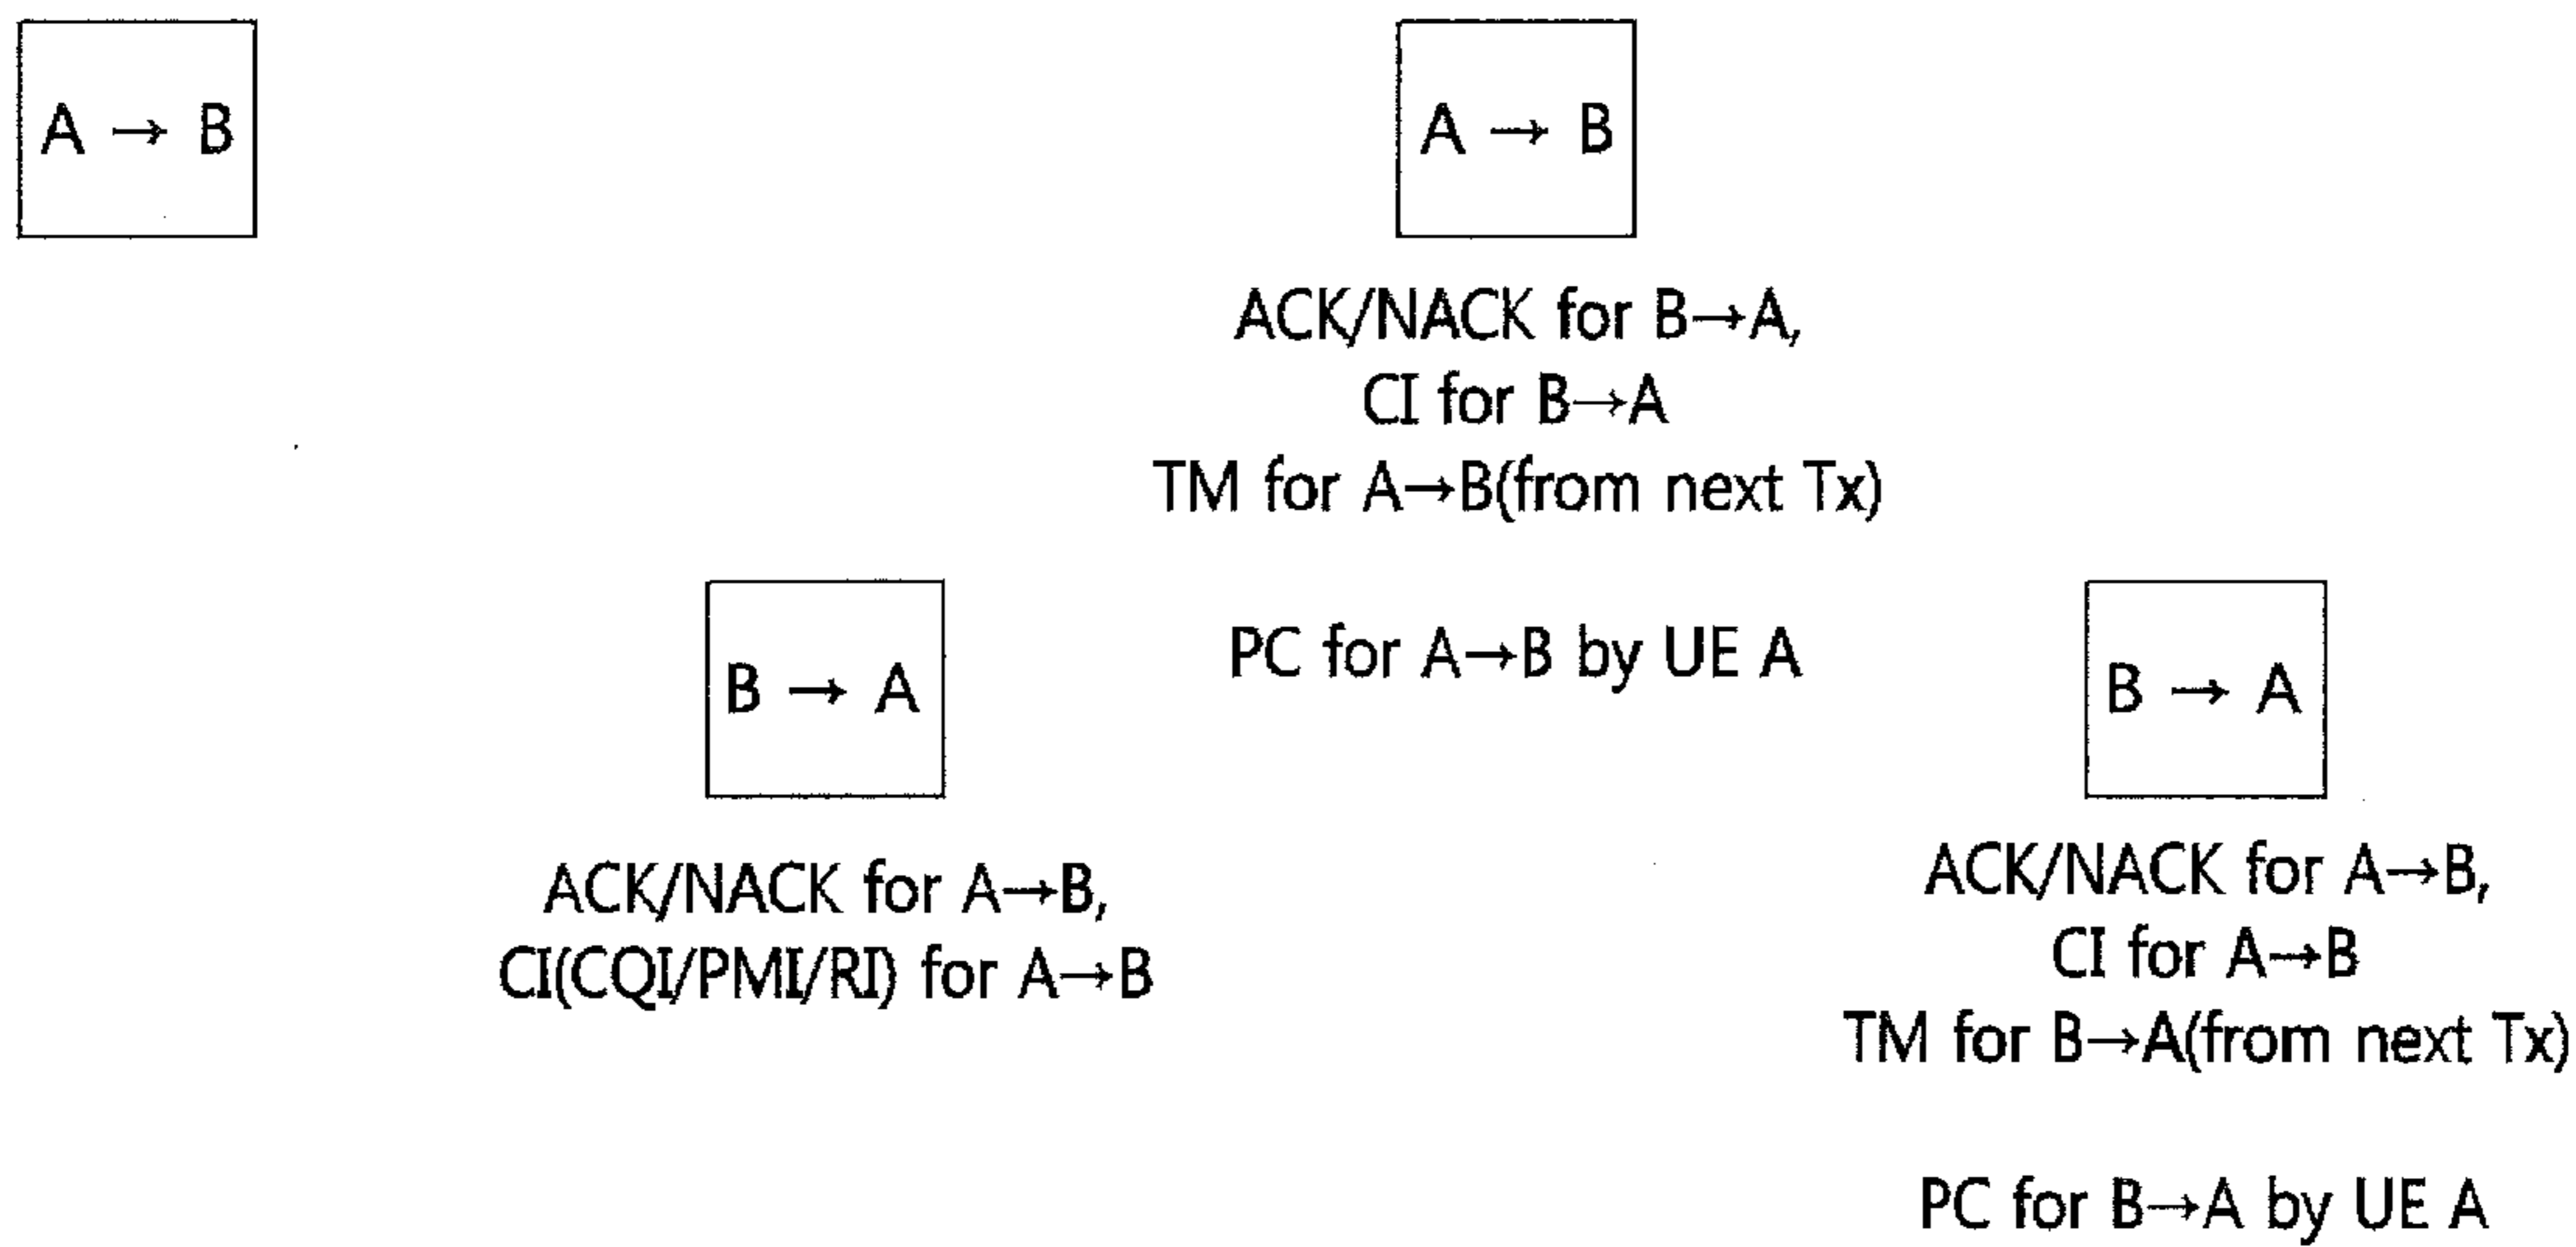 A → B
A → B
ACK/NACK for B→A,
CI for B→A
TM for A→B(from next Tx)
PC for A→B by UE A
B → A
ACK/NACK for A→B,
CI(CQI/PMI/RI) for A→B
B → A
ACK/NACK for A→B,
CI for A→B
TM for B→A(from next Tx)
PC for B→A by UE A